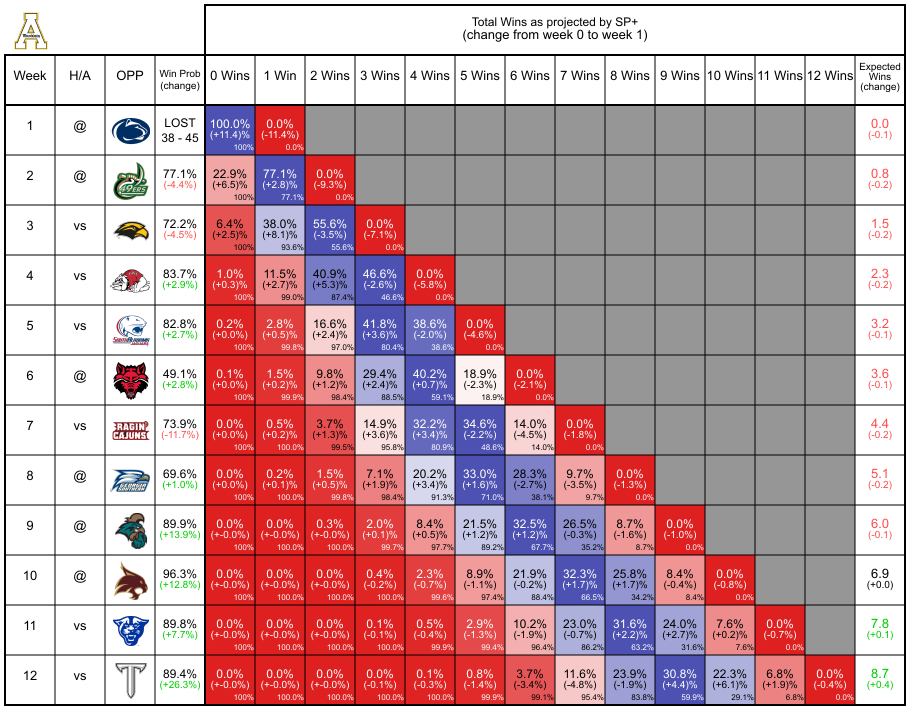 Total Wins as projected by SP+
(change from week 0 to week 1)
Week H/A OPP Win Prob (change) 0 Wins 1 Win 2 Wins 3 Wins 4 Wins 5 Wins 6 Wins 7 Wins 8 Wins 9 Wins 10 Wins 11 Wins 12 Wins Expected Wins (change)
1 @ LOST 100.0% 0.0% 0.0
38 - 45 (+11.4)% (-11.4% (-0.1)
100% 0.0%
2 @ 49ERS 77.1% 22.9% 77.1% 0.0% 0.8
(-4.4%) (+6.5)% (+2.8)% (-9.3% (-0.2)
100% 77.1% 0.0%
3 vs 72.2% 6.4% 38.0% 55.6% 0.0% 1.5
(-4.5%) (+2.5)% (+8.1)% (-3.5% (-7.1% (-0.2)
100% 93.6% 55.6% 0.0%
4 vs 83.7% 1.0% 11.5% 40.9% 46.6% 0.0% 2.3
(+2.9%) (+0.3)% (+2.7)% (+5.3)% (-2.6% (-5.8% (-0.2)
100% 99.0% 87.4% 46.6% 0.0%
5 vs SOUTH ALABAMA 82.8% 0.2% 2.8% 16.6% 41.8% 38.6% 0.0% 3.2
(+2.7%) (+0.0)% (+0.5)% (+2.4)% (+3.6)% (-2.0% (-4.6% (-0.1)
100% 99.8% 97.0% 80.4% 38.6% 0.0%
6 @ 49.1% 0.1% 1.5% 9.8% 29.4% 40.2% 18.9% 0.0% 3.6
(+2.8%) (+0.0)% (+0.2)% (+1.2)% (+2.4)% (+0.7)% (-2.3%) (-2.1% (-0.1)
100% 99.9% 98.4% 88.5% 59.1% 18.9% 0.0%
7 vs RAGIN' CAJUNS 73.9% 0.0% 0.5% 3.7% 14.9% 32.2% 34.6% 14.0% 0.0% 4.4
(-11.7%) (+0.0)% (+0.2)% (+1.3)% (+3.6)% (+3.4)% (-2.2%) (-4.5%) (-1.8% (-0.2)
100% 100.0% 99.5% 95.8% 80.9% 48.6% 14.0% 0.0%
8 @ GEORGIA SOUTHERN 69.6% 0.0% 0.2% 1.5% 7.1% 20.2% 33.0% 28.3% 9.7% 0.0% 5.1
(+1.0%) (+0.0)% (+0.1)% (+0.5)% (+1.9)% (+3.4)% (+1.6)% (-2.7%) (-3.5% (-1.3% (-0.2)
100% 100.0% 99.8% 98.4% 91.3% 71.0% 38.1% 9.7% 0.0%
9 @ 89.9% 0.0% 0.0% 0.3% 2.0% 8.4% 21.5% 32.5% 26.5% 8.7% 0.0% 6.0
(+13.9%) (+-0.0% (+-0.0% (+-0.0% (+0.1)% (+0.5)% (+1.2)% (+1.2)% (-0.3% (-1.6%) (-1.0% (-0.1)
100% 100.0% 100.0% 99.7% 97.7% 89.2% 67.7% 35.2% 8.7% 0.0%
10 @ 96.3% 0.0% 0.0% 0.0% 0.4% 2.3% 8.9% 21.9% 32.3% 25.8% 8.4% 0.0% 6.9
(+12.8%) (+-0.0% (+-0.0% (+-0.0% (-0.2% (-0.7% (-1.1% (-0.2% (+1.7)% (+1.7)% (-0.4%) (-0.8% (+0.0)
100% 100.0% 100.0% 100.0% 99.6% 97.4% 88.4% 66.5% 34.2% 8.4% 0.0%
11 vs 89.8% 0.0% 0.0% 0.0% 0.1% 0.5% 2.9% 10.2% 23.0% 31.6% 24.0% 7.6% 0.0% 7.8
(+7.7%) (+-0.0% (+-0.0% (+-0.0% (-0.1% (-0.4% (-1.3% (-1.9%) (-0.7% (+2.2)% (+2.7)% (+0.2)% (-0.7% (+0.1)
100% 100.0% 100.0% 100.0% 99.9% 99.4% 96.4% 86.2% 63.2% 31.6% 7.6% 0.0%
12 vs 89.4% 0.0% 0.0% 0.0% 0.0% 0.1% 0.8% 3.7% 11.6% 23.9% 30.8% 22.3% 6.8% 0.0% 8.7
(+26.3%) (+-0.0% (+-0.0% (+-0.0% (-0.1% (-0.3% (-1.4% (-3.4% (-4.8%) (-1.9%) (+4.4)% (+6.1)% (+1.9)% (-0.4% (+0.4)
100% 100.0% 100.0% 100.0% 100.0% 99.9% 99.1% 95.4% 83.8% 59.9% 29.1% 6.8% 0.0%